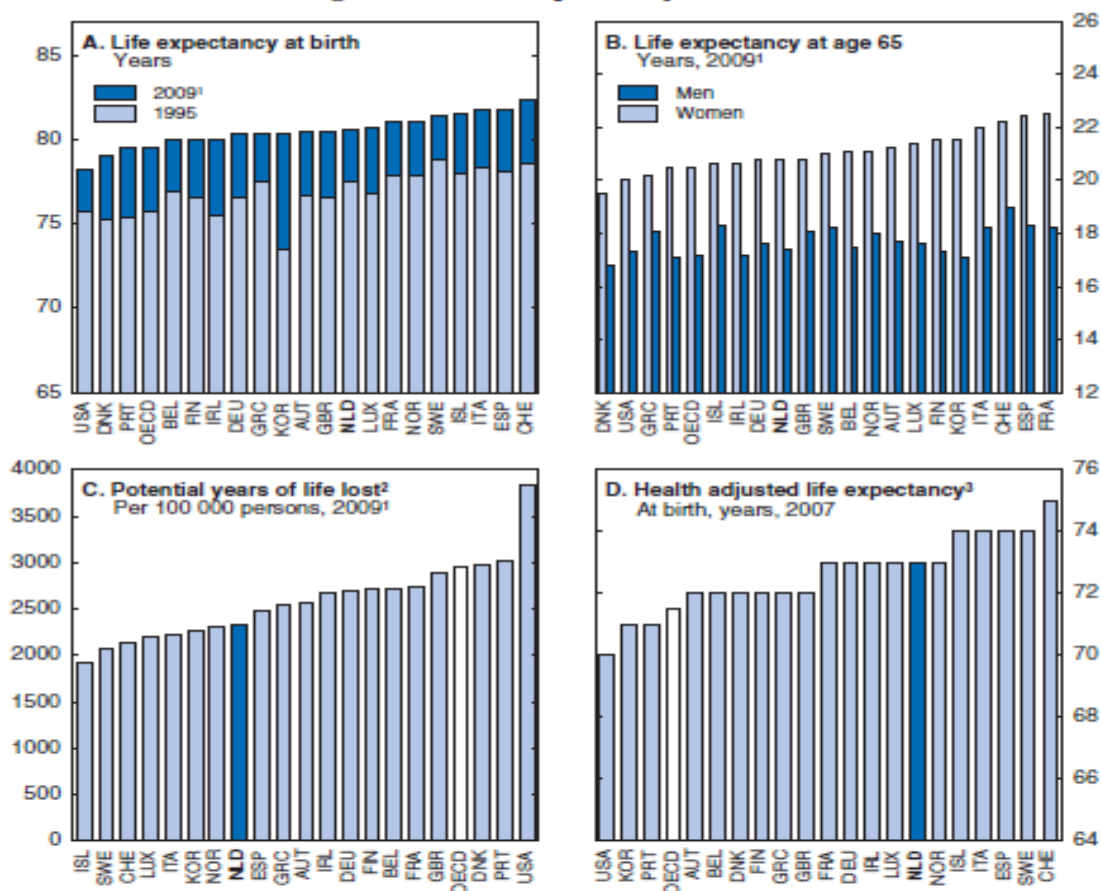 A. Life expectancy at birth
Years
2009¹
1995
85
80
75
70
65
USA DNK PRT OECD BEL FIN IRL DEU GRC KOR AUT GBR NLD LUX FRA NOR SWE ISL ITA ESP CHE
B. Life expectancy at age 65
Years, 2009¹
Men
Women
26
24
22
20
18
16
14
12
DNK USA GRC PRT OECD ISL IRL DEU NLD GBR SWE BEL NOR AUT LUX FIN KOR ITA CHE ESP FRA
C. Potential years of life lost²
Per 100 000 persons, 2009¹
4000
3500
3000
2500
2000
1500
1000
500
0
ISL SWE CHE LUX ITA KOR NOR NLD ESP GRC AUT IRL DEU FIN BEL FRA GBR OECD DNK PRT USA
D. Health adjusted life expectancy³
At birth, years, 2007
76
74
72
70
68
66
64
USA KOR PRT OECD AUT BEL DNK FIN GRC GBR FRA DEU IRL LUX NLD NOR ISL ITA ESP SWE CHE